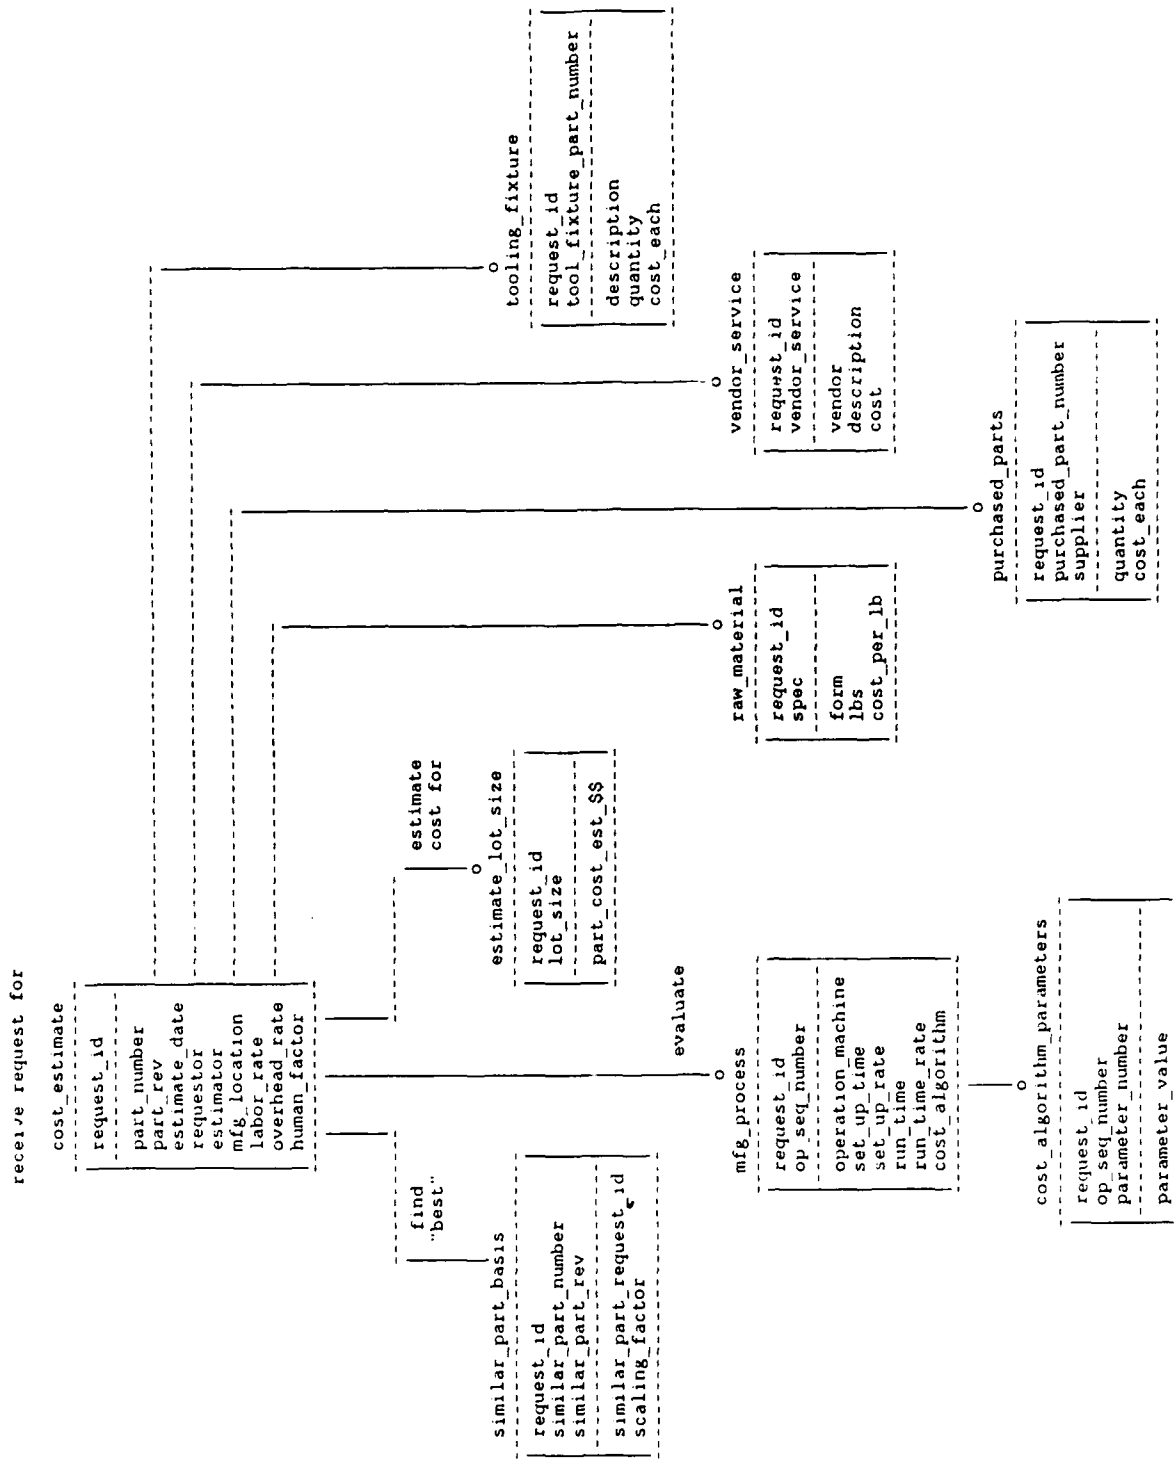 receive request for
cost_estimate
request_id
part_number
part_rev
estimate_date
requestor
estimator
mfg_location
labor_rate
overhead_rate
human_factor
find
"best"
similar_part_basis
request_id
similar_part_number
similar_part_rev
similar_part_request_id
scaling_factor
evaluate
mfg_process
request_id
op_seq_number
operation_machine
set_up_time
set_up_rate
run_time
run_time_rate
cost_algorithm
cost_algorithm_parameters
request_id
op_seq_number
parameter_number
parameter_value
estimate
cost for
estimate_lot_size
request_id
lot_size
part_cost_est_$$
raw_material
request_id
spec
form
lbs
cost_per_lb
purchased_parts
request_id
purchased_part_number
supplier
quantity
cost_each
vendor_service
request_id
vendor_service
vendor
description
cost
tooling_fixture
request_id
tool_fixture_part_number
description
quantity
cost_each